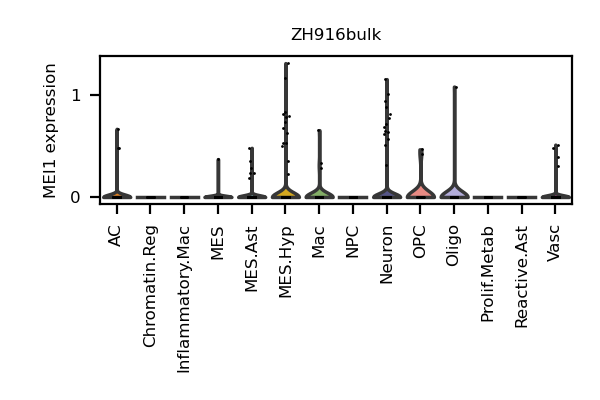 ZH916bulk
MEI1 expression
1
0
AC
Chromatin.Reg
Inflammatory.Mac
MES
MES.Ast
MES.Hyp
Mac
NPC
Neuron
OPC
Oligo
Prolif.Metab
Reactive.Ast
Vasc